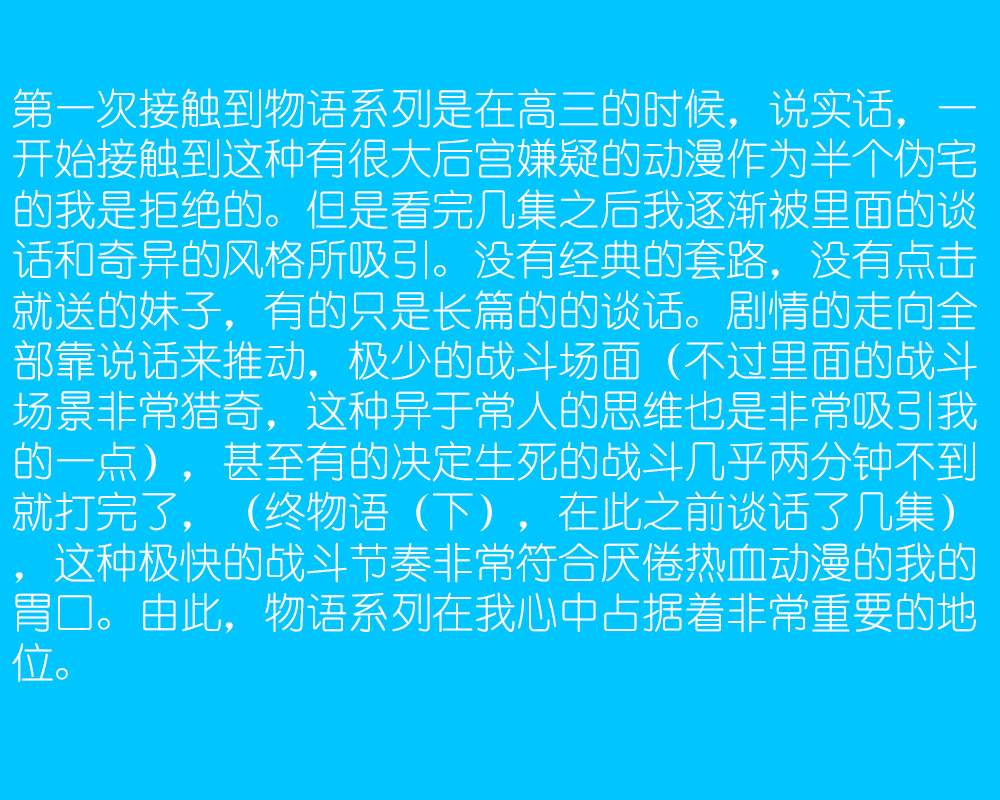 第一次接触到物语系列是在高三的时候，说实话，一
开始接触到这种有很大后宫嫌疑的动漫作为半个伪宅
的我是拒绝的。但是看完几集之后我逐渐被里面的谈
话和奇异的风格所吸引。没有经典的套路，没有点击
就送的妹子，有的只是长篇的的谈话。剧情的走向全
部靠说话来推动，极少的战斗场面（不过里面的战斗
场景非常猎奇，这种异于常人的思维也是非常吸引我
的一点），甚至有的决定生死的战斗几乎两分钟不到
就打完了，（终物语（下），在此之前谈话了几集）
，这种极快的战斗节奏非常符合厌倦热血动漫的我的
胃口。由此，物语系列在我心中占据着非常重要的地
位。